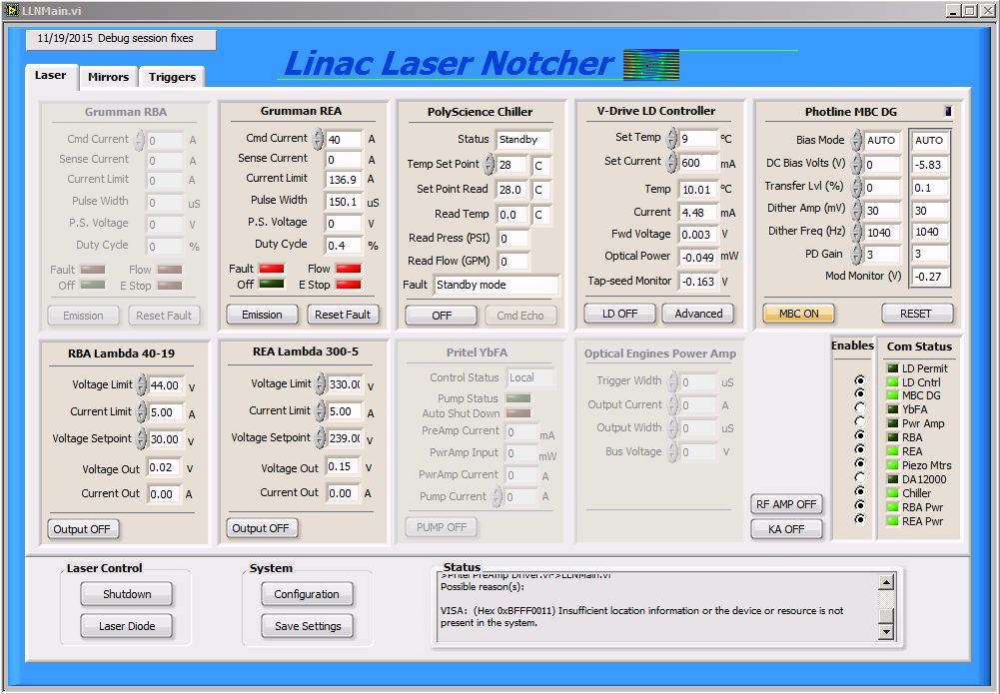 LLNMain.vi
11/19/2015 Debug session fixes
Linac Laser Notcher
Laser
Mirrors
Triggers
Grumman RBA
Cmd Current 0 A
Sense Current 0 A
Current Limit 0 A
Pulse Width 0 uS
P.S. Voltage 0 V
Duty Cycle 0 %
Fault Flow
Off E Stop
Emission Reset Fault
Grumman REA
Cmd Current 40 A
Sense Current 0 A
Current Limit 136.9 A
Pulse Width 150.1 uS
P.S. Voltage 0 V
Duty Cycle 0.4 %
Fault Flow
Off E Stop
Emission Reset Fault
PolyScience Chiller
Status Standby
Temp Set Point 28 C
Set Point Read 28.0 C
Read Temp 0.0 C
Read Press (PSI) 0
Read Flow (GPM) 0
Fault Standby mode
OFF Cmd Echo
V-Drive LD Controller
Set Temp 9 ºC
Set Current 600 mA
Temp 10.01 ºC
Current 4.48 mA
Fwd Voltage 0.003 V
Optical Power -0.049 mW
Tap-seed Monitor -0.163 V
LD OFF Advanced
Photline MBC DG
Bias Mode AUTO AUTO
DC Bias Volts (V) 0 -5.83
Transfer Lvl (%) 0 0.1
Dither Amp (mV) 30 30
Dither Freq (Hz) 1040 1040
PD Gain 3 3
Mod Monitor (V) -0.27
MBC ON RESET
RBA Lambda 40-19
Voltage Limit 44.00 V
Current Limit 5.00 A
Voltage Setpoint 30.00 V
Voltage Out 0.02 V
Current Out 0.00 A
Output OFF
REA Lambda 300-5
Voltage Limit 330.00 V
Current Limit 5.00 A
Voltage Setpoint 239.00 V
Voltage Out 0.15 V
Current Out 0.00 A
Output OFF
Pritel YbFA
Control Status Local
Pump Status
Auto Shut Down
PreAmp Current 0 mA
PwrAmp Input 0 mW
PwrAmp Current 0 A
Pump Current 0 A
PUMP OFF
Optical Engines Power Amp
Trigger Width 0 uS
Output Current 0 A
Output Width 0 uS
Bus Voltage 0 V
RF AMP OFF
KA OFF
Enables
Com Status
LD Permit
LD Cntrl
MBC DG
YbFA
Pwr Amp
RBA
REA
Piezo Mtrs
DA12000
Chiller
RBA Pwr
REA Pwr
Laser Control
Shutdown
Laser Diode
System
Configuration
Save Settings
Status
>Pritel PreAmp Driver.vi->LLNMain.vi
Possible reason(s):
VISA: (Hex 0xBFFF0011) Insufficient location information or the device or resource is not
present in the system.